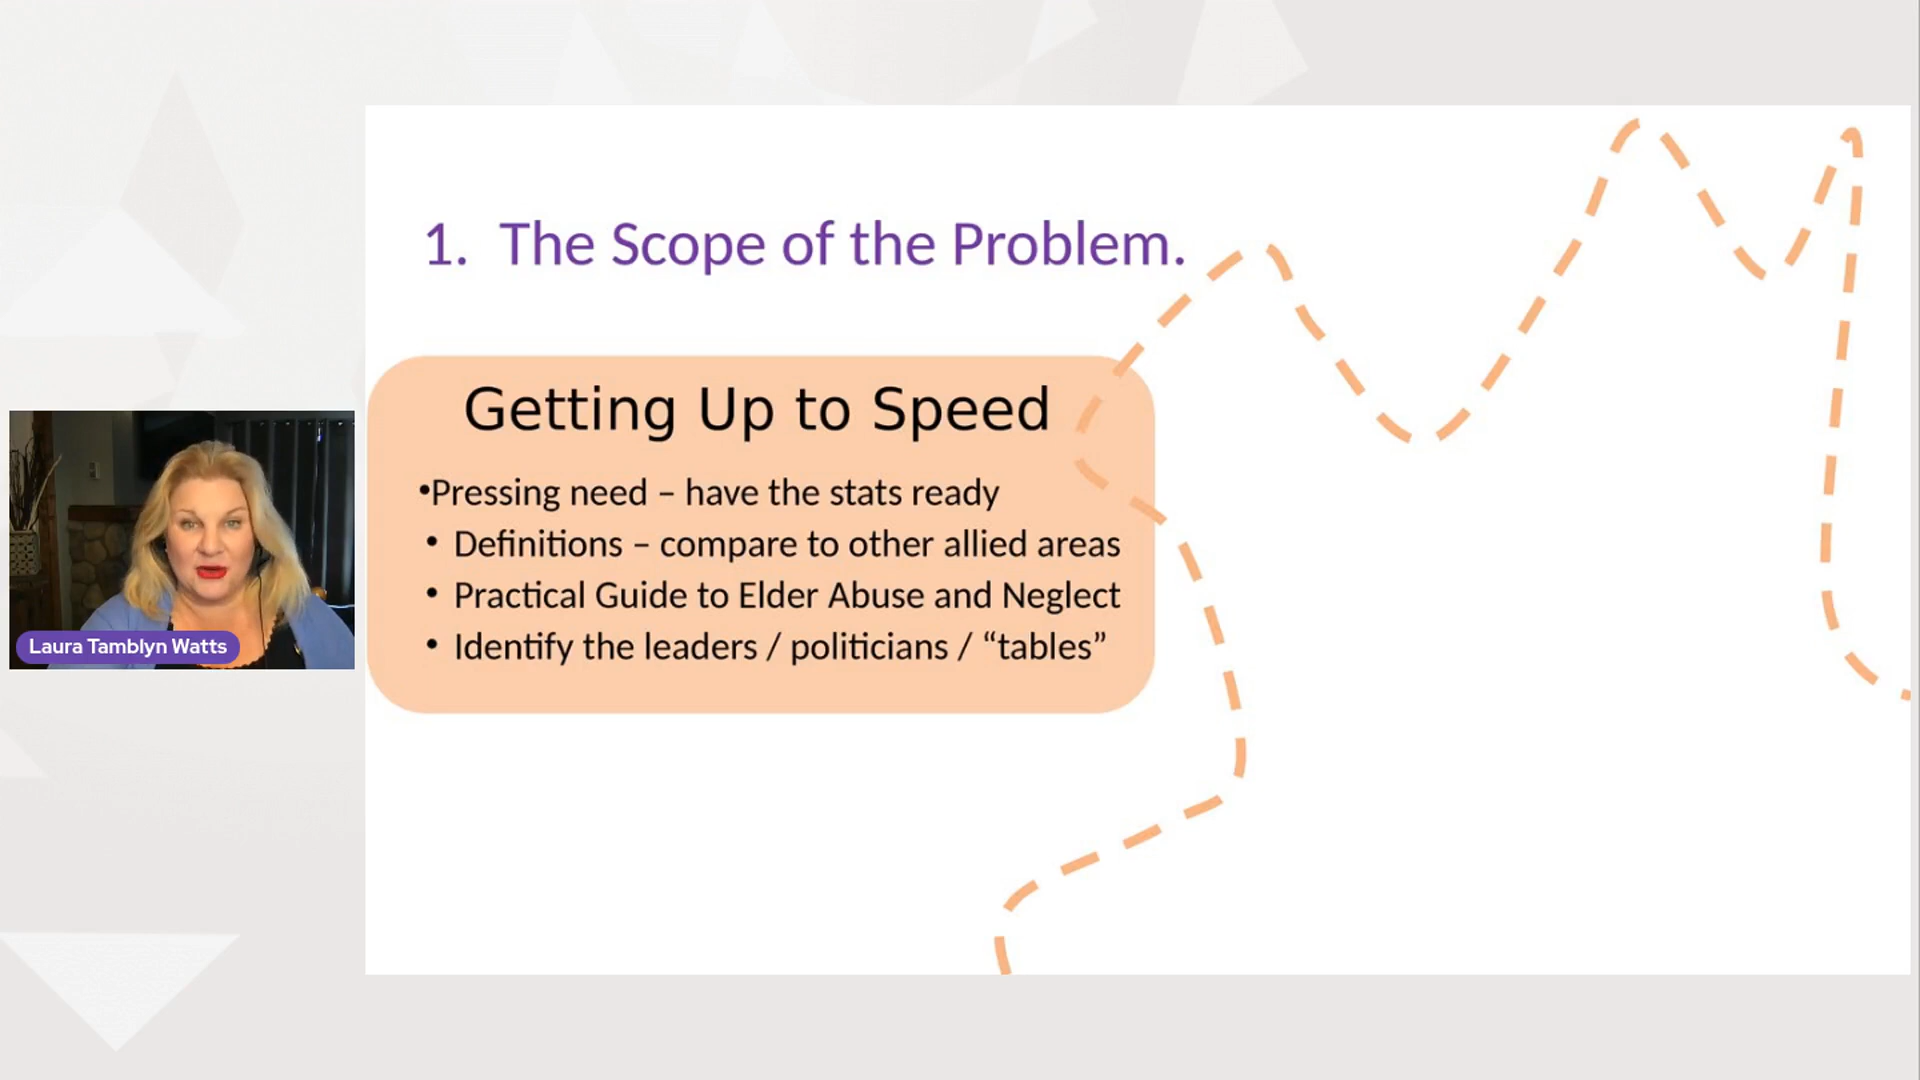 1. The Scope of the Problem.
Getting Up to Speed
•Pressing need – have the stats ready
• Definitions – compare to other allied areas
• Practical Guide to Elder Abuse and Neglect
• Identify the leaders / politicians / “tables”
Laura Tamblyn Watts